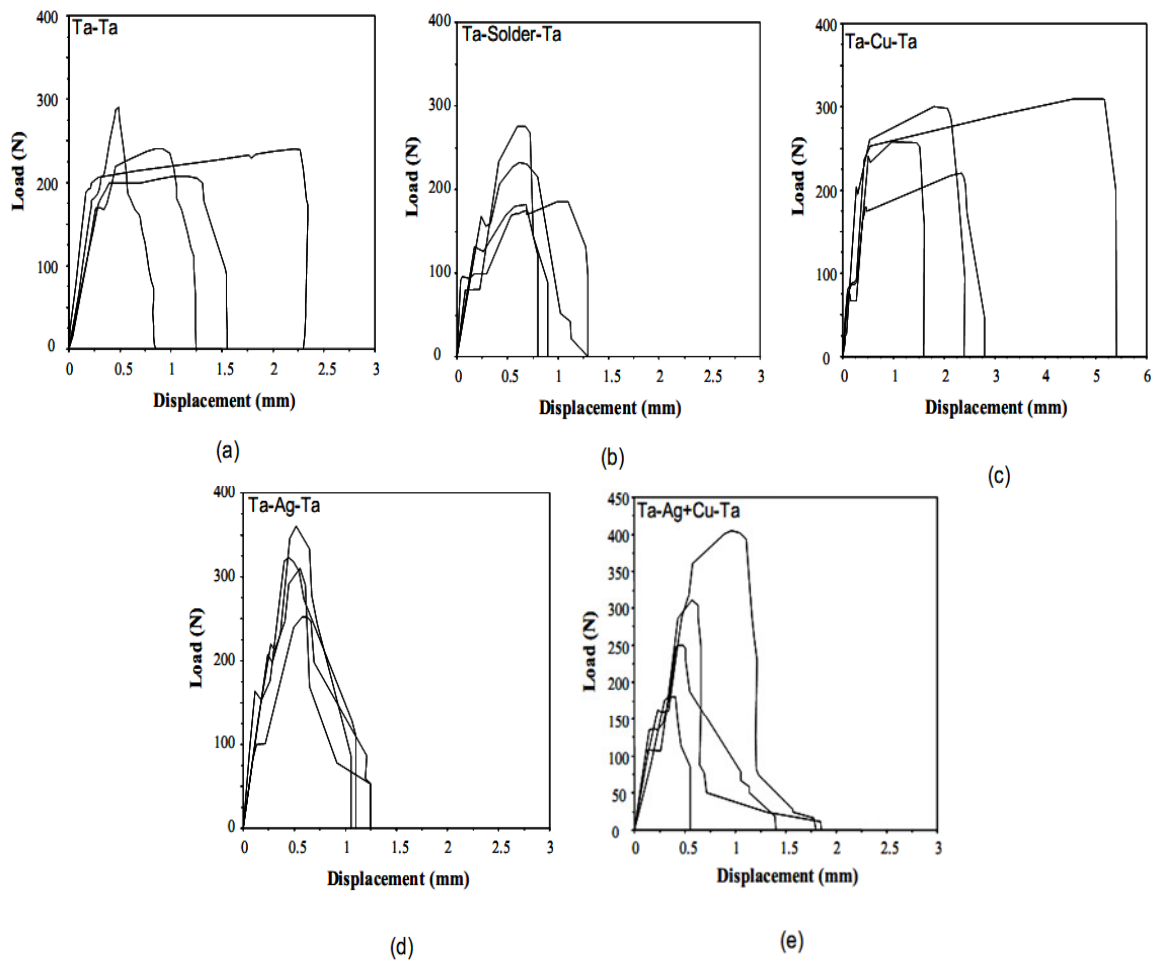 Ta-Ta
400
300
200
100
0
Load (N)
0 0.5 1 1.5 2 2.5 3
Displacement (mm)
(a)
Ta-Solder-Ta
400
300
200
100
0
Load (N)
0 0.5 1 1.5 2 2.5 3
Displacement (mm)
(b)
Ta-Cu-Ta
400
300
200
100
0
Load (N)
0 1 2 3 4 5 6
Displacement (mm)
(c)
Ta-Ag-Ta
400
300
200
100
0
Load (N)
0 0.5 1 1.5 2 2.5 3
Displacement (mm)
(d)
Ta-Ag+Cu-Ta
450
400
350
300
250
200
150
100
50
0
Load (N)
0 0.5 1 1.5 2 2.5 3
Displacement (mm)
(e)